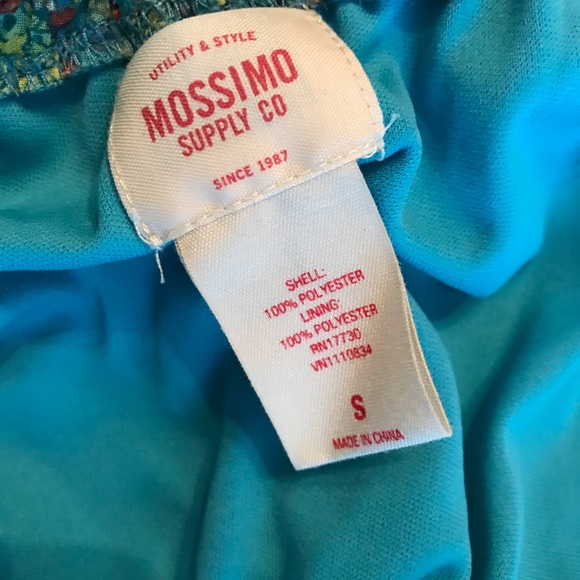 UTILITY & STYLE
MOSSIMO
SUPPLY CO
SINCE 1987
SHELL:
100% POLYESTER
LINING:
100% POLYESTER
RN17730
VN1110834
S
MADE IN CHINA